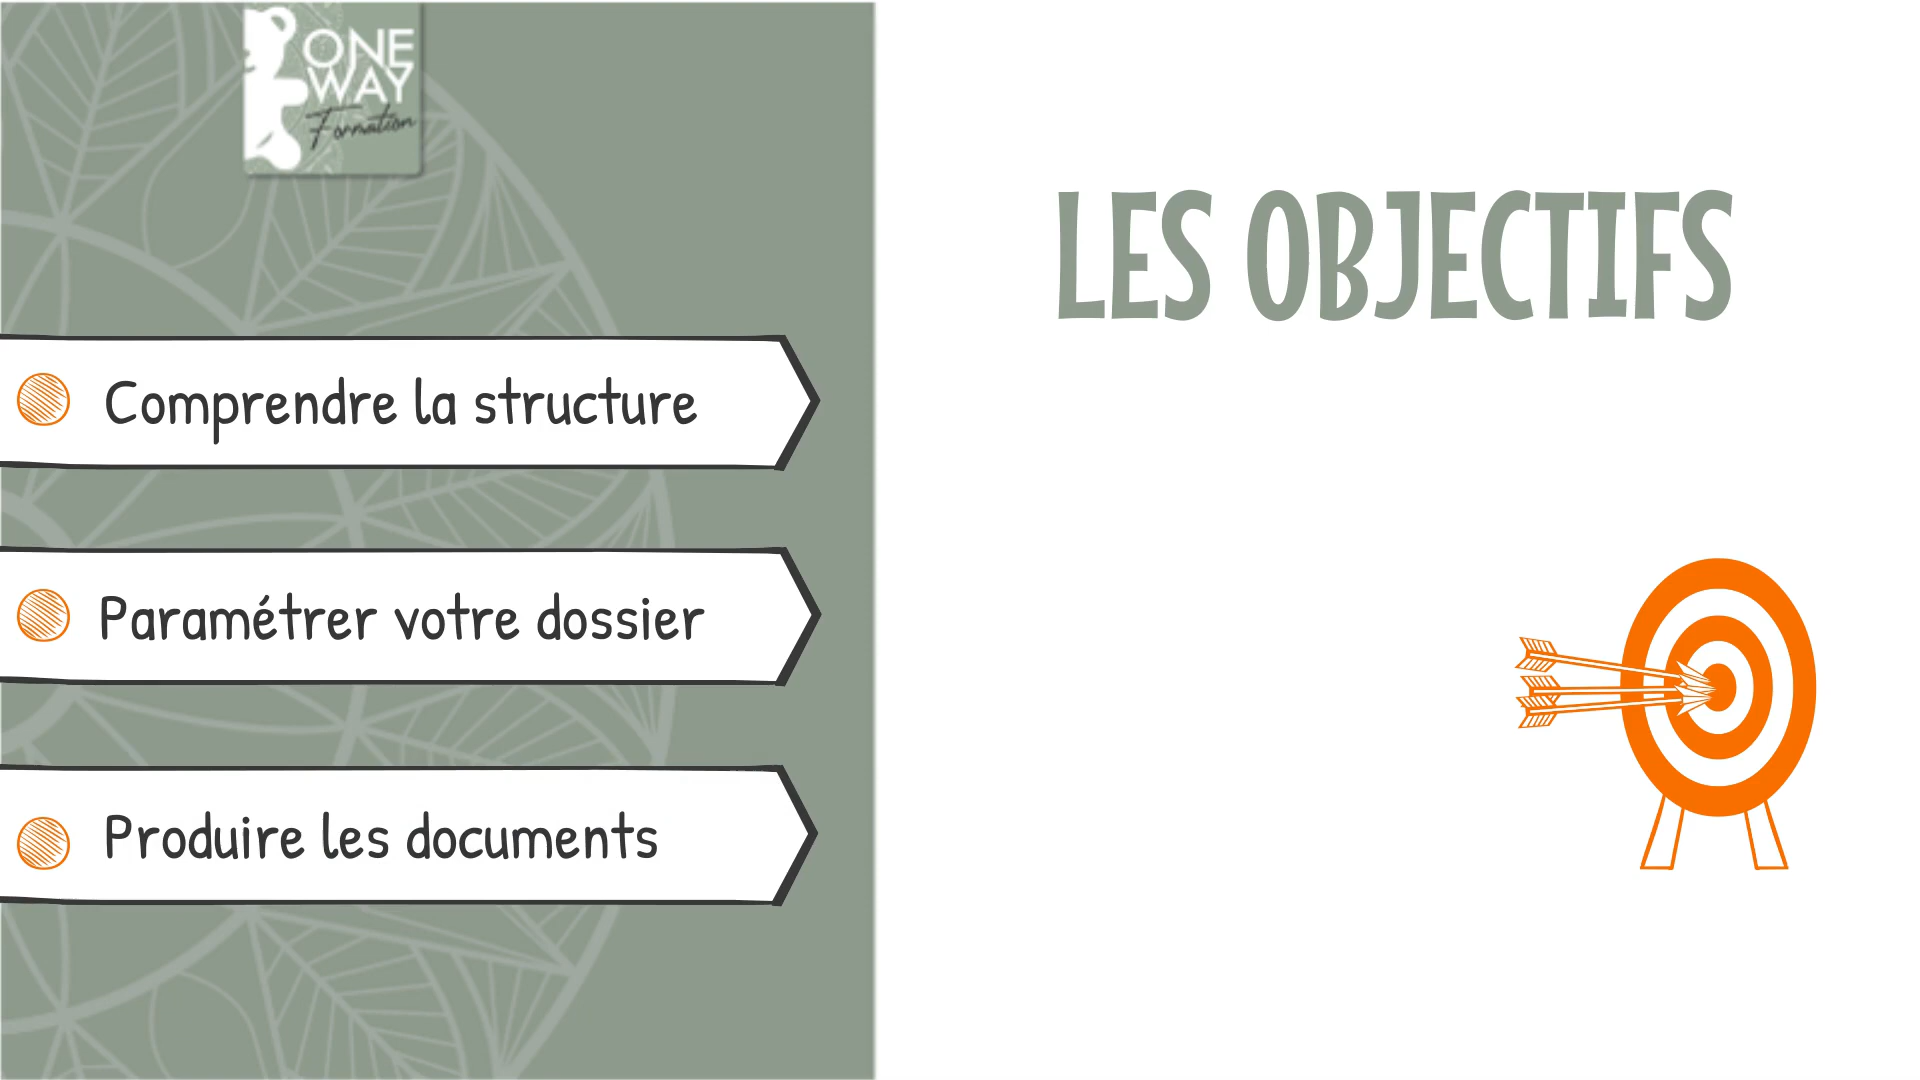 ONE
WAY
Formation
LES OBJECTIFS
Comprendre la structure
Paramétrer votre dossier
Produire les documents